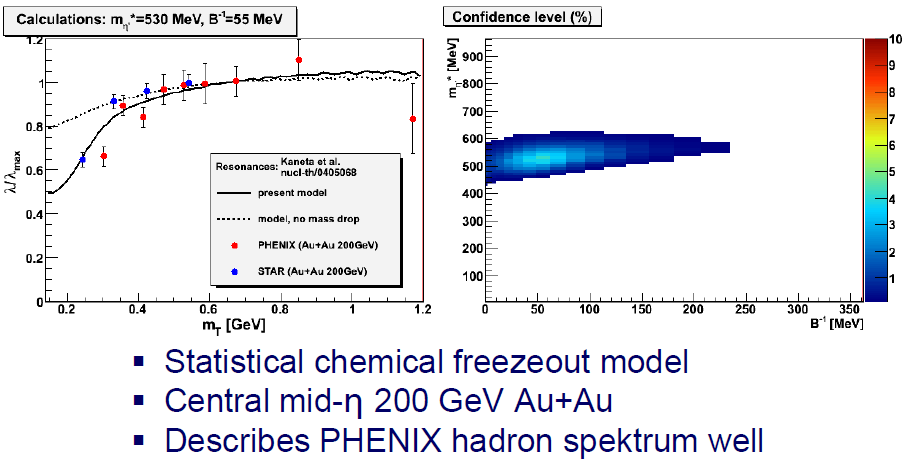 Calculations: mη'*=530 MeV, B⁻¹=55 MeV
λ/λmax
1.2
1
0.8
0.6
0.4
0.2
0
0.2
0.4
0.6
0.8
1
1.2
mT [GeV]
Resonances: Kaneta et al.
nucl-th/0405068
present model
model, no mass drop
PHENIX (Au+Au 200GeV)
STAR (Au+Au 200GeV)
Confidence level (%)
mη'* [MeV]
900
800
700
600
500
400
300
200
100
0
50
100
150
200
250
300
350
B⁻¹ [MeV]
10
9
8
7
6
5
4
3
2
1
▪ Statistical chemical freezeout model
▪ Central mid-η 200 GeV Au+Au
▪ Describes PHENIX hadron spektrum well